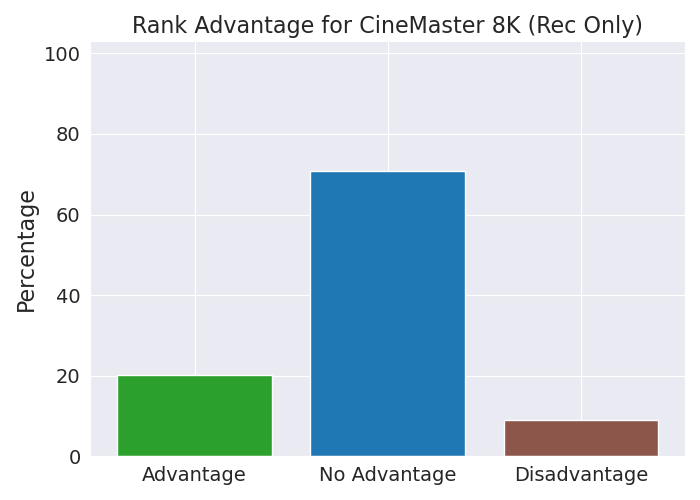 Rank Advantage for CineMaster 8K (Rec Only)
Percentage
100
80
60
40
20
0
Advantage
No Advantage
Disadvantage